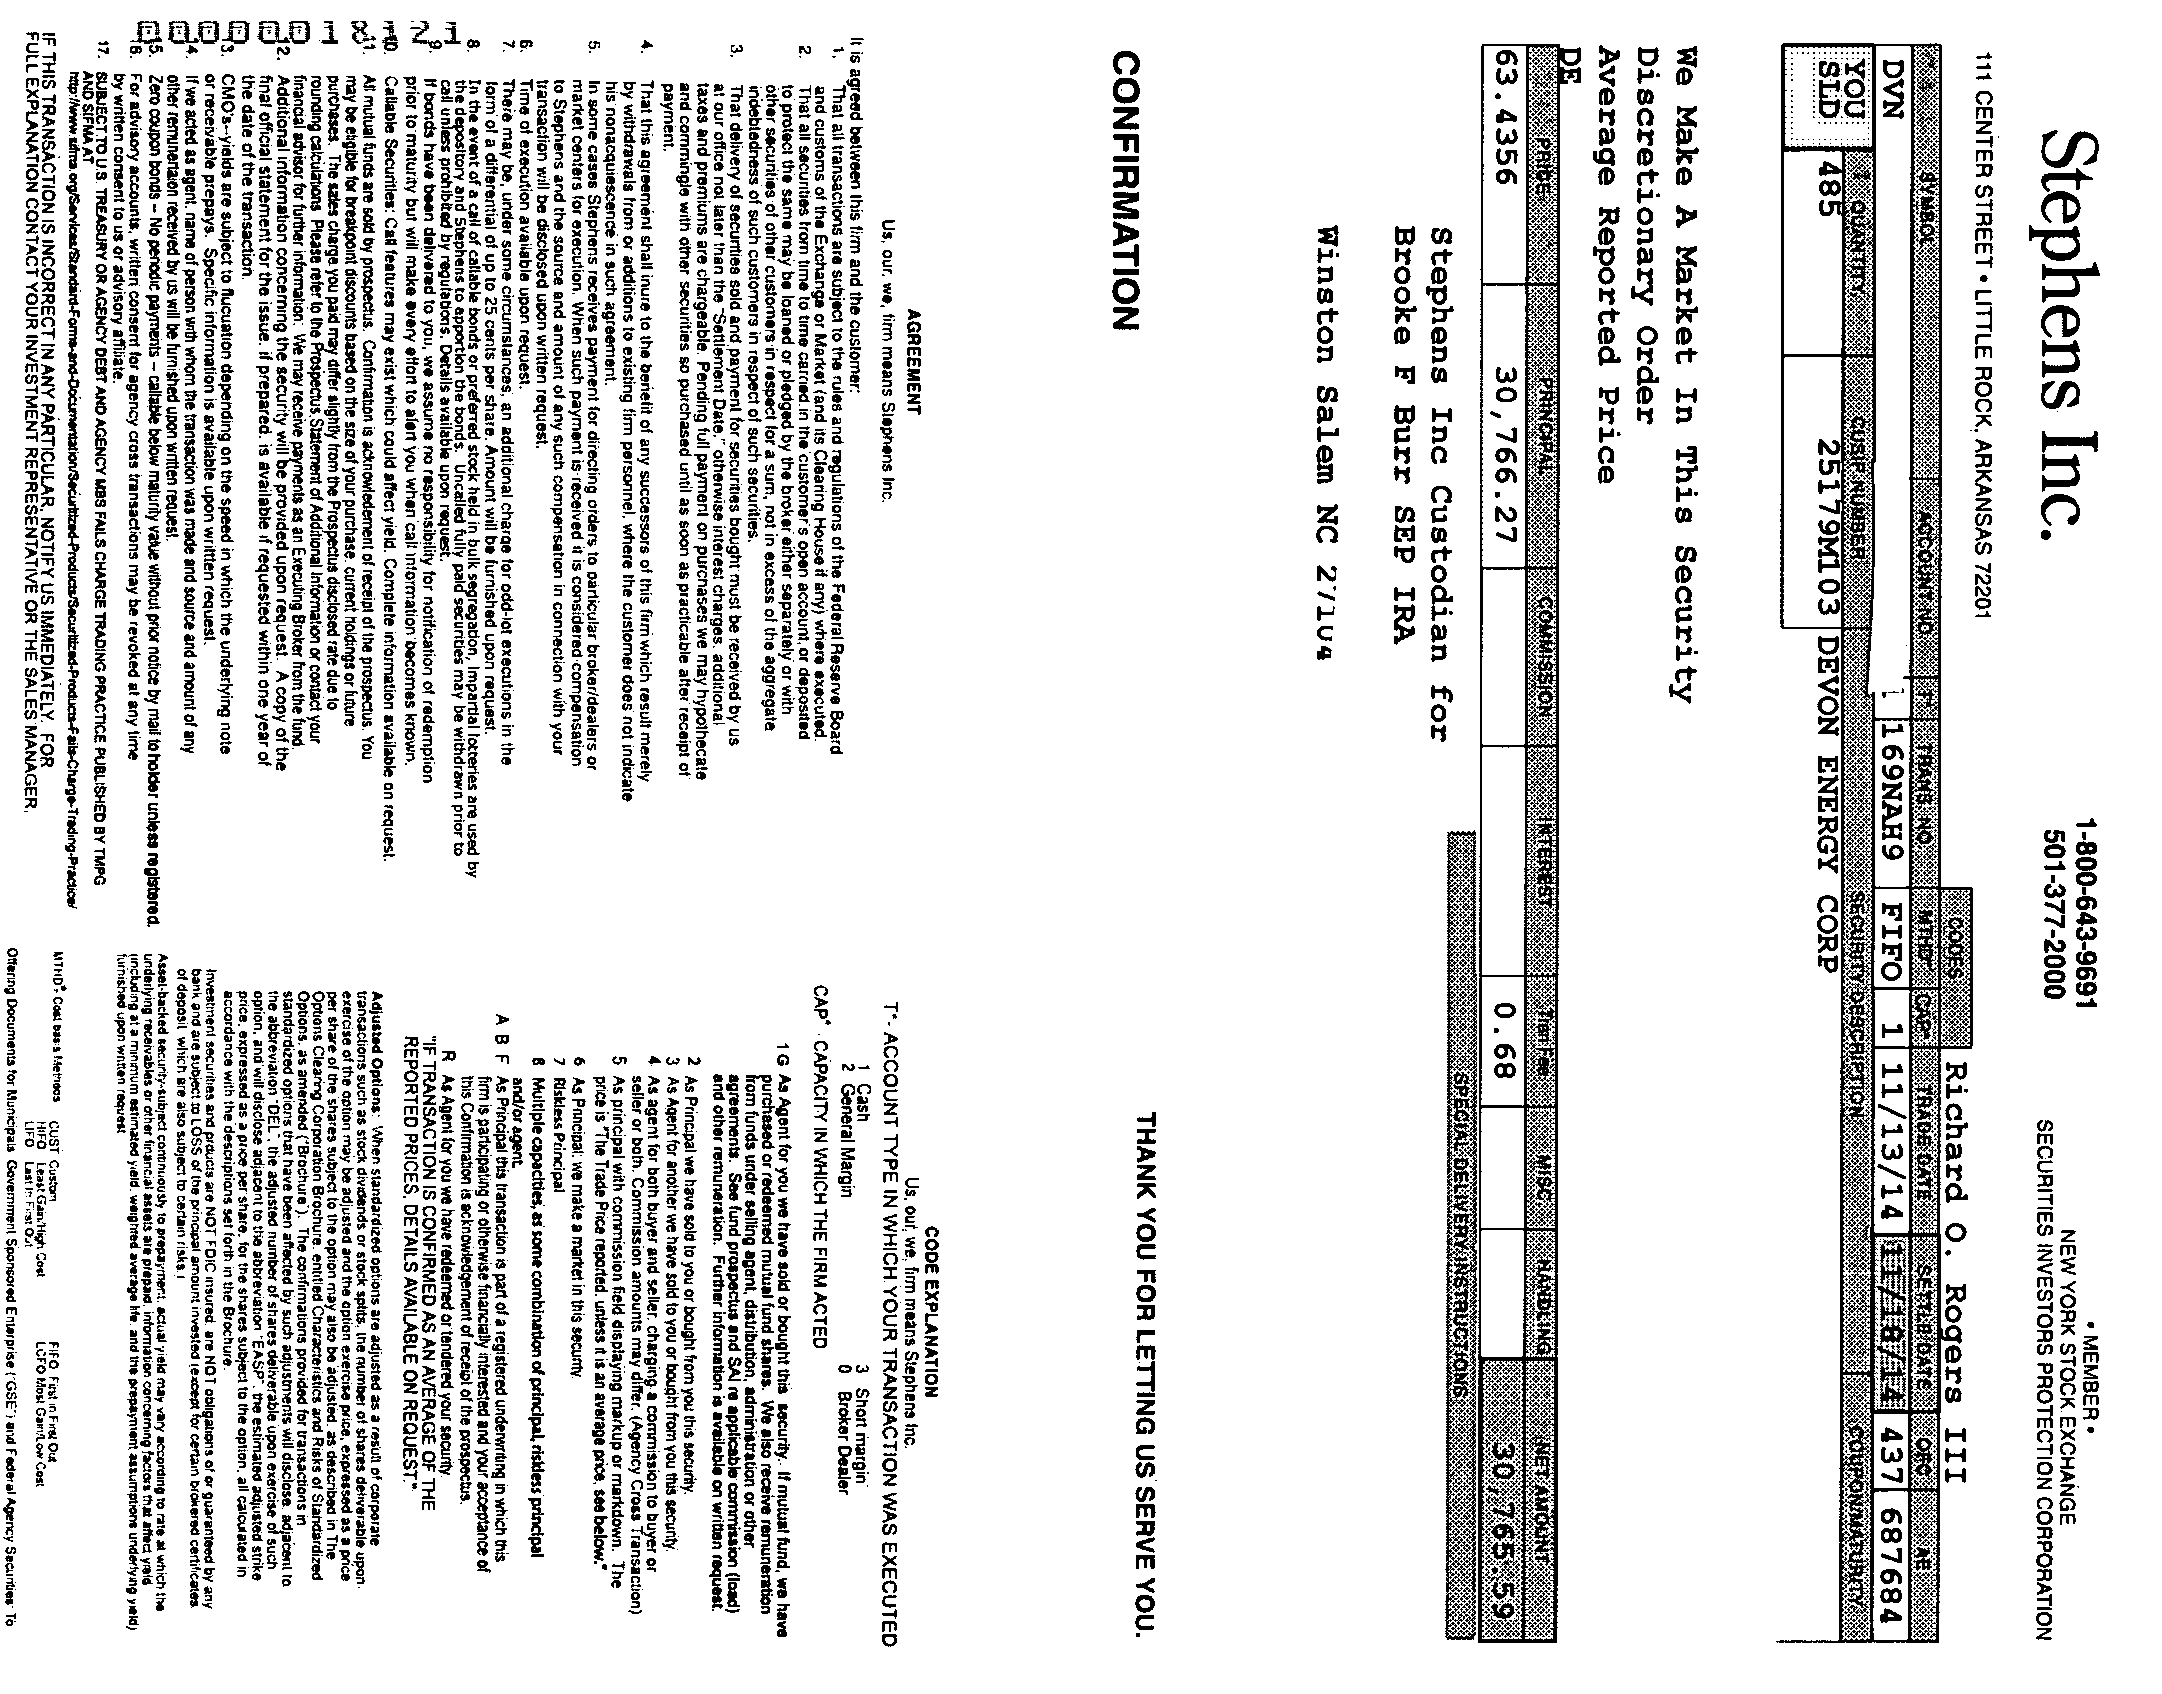 Stephens Inc.
111 CENTER STREET • LITTLE ROCK, ARKANSAS 72201
1-800-643-9691
501-377-2000
• MEMBER •
NEW YORK STOCK EXCHANGE
SECURITIES INVESTORS PROTECTION CORPORATION
Richard O. Rogers III
CODES
SYMBOL ACCOUNT NO. TRANS NO. MTHD* CAP* TRADE DATE SETTLE DATE ORG AE
DVN 1 169NAH9 FIFO 1 11/13/14 11/18/14 437 687684
YOU SLD
QUANTITY CUSIP NUMBER SECURITY DESCRIPTION COUPON/MATURITY
485 25179M103 DEVON ENERGY CORP
We Make A Market In This Security
Discretionary Order
Average Reported Price
DE
PRICE PRINCIPAL COMMISSION INTEREST Tran Fee MISC. HANDLING NET AMOUNT
63.4356 30,766.27 0.68 30,765.59
SPECIAL DELIVERY INSTRUCTIONS
Stephens Inc Custodian for
Brooke F Burr SEP IRA
Winston Salem NC 27104
CONFIRMATION
THANK YOU FOR LETTING US SERVE YOU.
AGREEMENT
Us, our, we, firm means Stephens Inc.
It is agreed between this firm and the customer:
1. That all transactions are subject to the rules and regulations of the Federal Reserve Board
and customs of the Exchange or Market (and its Clearing House if any) where executed.
2. That all securities from time to time carried in the customer's open account, or deposited
to protect the same may be loaned or pledged by the broker either separately or with
other securities of other customers in respect for a sum, not in excess of the aggregate
indebtedness of such customers in respect of such securities.
3. That delivery of securities sold and payment for securities bought must be received by us
at our office not later than the "Settlement Date," otherwise interest charges, additional
taxes and premiums are chargeable. Pending full payment on purchases we may hypothecate
and commingle with other securities so purchased until as soon as practicable after receipt of
payment.
4. That this agreement shall inure to the benefit of any successors of this firm which result merely
by withdrawals from or additions to existing firm personnel, where the customer does not indicate
his nonacquiescence in such agreement.
5. In some cases Stephens receives payment for directing orders to particular broker/dealers or
market centers for execution. When such payment is received it is considered compensation
to Stephens and the source and amount of any such compensation in connection with your
transaction will be disclosed upon written request.
6. Time of execution available upon request.
7. There may be, under some circumstances, an additional charge for odd-lot executions in the
form of a differential of up to 25 cents per share. Amount will be furnished upon request.
8. In the event of a call of callable bonds or preferred stock held in bulk segregation, Impartial lotteries are used by
the depository and Stephens to apportion the bonds. Uncalled fully paid securities may be withdrawn prior to
call unless prohibited by regulations. Details available upon request.
9. If bonds have been delivered to you, we assume no responsibility for notification of redemption
prior to maturity but will make every effort to alert you when call information becomes known.
10. Callable Securities: Call features may exist which could affect yield. Complete information available on request.
11. All mutual funds are sold by prospectus. Confirmation is acknowledement of receipt of the prospectus. You
may be eligible for breakpoint discounts based on the size of your purchase, current holdings or future
purchases. The sales charge you paid may differ slightly from the Prospectus disclosed rate due to
rounding calculations. Please refer to the Prospectus, Statement of Additional Information or contact your
financial advisor for further information. We may receive payments as an Executing Broker from the fund
12. Additional information concerning the security will be provided upon request. A copy of the
final official statement for the issue, if prepared, is available if requested within one year of
the date of the transaction.
13. CMO's--yields are subject to flucuation depending on the speed in which the underlying note
or receivable prepays. Specific information is available upon writtten request.
14. If we acted as agent, name of person with whom the transaction was made and source and amount of any
other remuneration received by us will be furnished upon written request.
15. Zero coupon bonds – No periodic payments – callable below maturity value without prior notice by mail to holder unless registered.
16. For advisory accounts, written consent for agency cross transactions may be revoked at any time
by written consent to us or advisory affiliate.
17. SUBJECT TO U.S. TREASURY OR AGENCY DEBT AND AGENCY MBS FAILS CHARGE TRADING PRACTICE PUBLISHED BY TMPG
AND SIFMA AT
http://www.sifma.org/Services/Standard-Forms-and-Documentation/Securitized-Products/Securitized-Products-Fails-Charge-Trading-Practice/
IF THIS TRANSACTION IS INCORRECT IN ANY PARTICULAR, NOTIFY US IMMEDIATELY. FOR
FULL EXPLANATION CONTACT YOUR INVESTMENT REPRESENTATIVE OR THE SALES MANAGER.
CODE EXPLANATION
Us, our, we, firm means Stephens Inc.
T*- ACCOUNT TYPE IN WHICH YOUR TRANSACTION WAS EXECUTED
1 Cash 3 Short margin
2 General Margin 0 Broker Dealer
CAP* - CAPACITY IN WHICH THE FIRM ACTED
1 G As Agent for you we have sold or bought this security. If mutual fund, we have
purchased or redeemed mutual fund shares. We also receive remuneration
from funds under selling agent, distribution, administration or other
agreements. See fund prospectus and SAI re applicable commission (load)
and other remuneration. Further information is available on written request.
2 As Principal we have sold to you or bought from you this security.
3 As Agent for another we have sold to you or bought from you this security.
4 As agent for both buyer and seller, charging a commission to buyer or
seller or both. Commission amounts may differ. (Agency Cross Transaction)
5 As principal with commission field displaying markup or markdown. The
price is "The Trade Price reported, unless it is an average price, see below."
6 As Principal, we make a market in this security.
7 Riskless Principal
8 Multiple capacities, as some combination of principal, riskless principal
and/or agent.
A B F As Principal this transaction is part of a registered underwriting in which this
firm is participating or otherwise financially interested and your acceptance of
this Confirmation is acknowledgement of receipt of the prospectus.
R As Agent for you we have redeemed or tendered your security.
"IF TRANSACTION IS CONFIRMED AS AN AVERAGE OF THE
REPORTED PRICES, DETAILS AVAILABLE ON REQUEST."
Adjusted Options: When standardized options are adjusted as a result of corporate
transactions such as stock dividends or stock splits, the number of shares deliverable upon
exercise of the option may be adjusted and the option exercise price, expressed as a price
per share of the shares subject to the option may also be adjusted, as described in The
Options Clearing Corporation Brochure, entitled Characteristics and Risks of Standardized
Options, as amended ("Brochure"). The confirmations provided for transactions in
standardized options that have been affected by such adjustments will disclose, adjacent to
the abbreviation "DEL", the adjusted number of shares deliverable upon exercise of such
option, and will disclose adjacent to the abbreviation "EASP", the estimated adjusted strike
price, expressed as a price per share, for the shares subject to the option, all calculated in
accordance with the descriptions set forth in the Brochure.
Investment securities and products are NOT FDIC insured, are NOT obligations of or guaranteed by any
bank and are subject to LOSS of the principal amount invested (except for certain brokered certificates
of deposit, which are also subject to certain risks.)
Asset-backed security-subject continuously to prepayment; actual yield may vary according to rate at which the
underlying receivables or other financial assets are prepaid; information concerning factors that affect yield
(including at a minimum estimated yield, weighted average life, and the prepayment assumptions underlying yield)
furnished upon written request
MTHD* Cost basis Methods CUST Custom FIFO First in First Out
HIFO Least Gain/High Cost LCFO Most Gain/Low Cost
LIFO Last In First Out
Offering Documents for Municipals Government Sponsored Enterprise ("GSE") and Federal Agency Securities: To